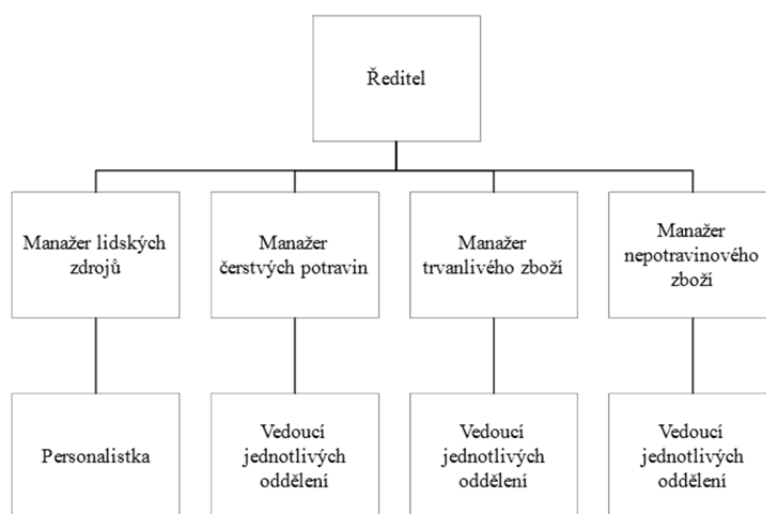 Ředitel
Manažer lidských
zdrojů
Manažer
čerstvých potravin
Manažer
trvanlivého zboží
Manažer
nepotravinového
zboží
Personalistka
Vedoucí
jednotlivých
oddělení
Vedoucí
jednotlivých
oddělení
Vedoucí
jednotlivých
oddělení